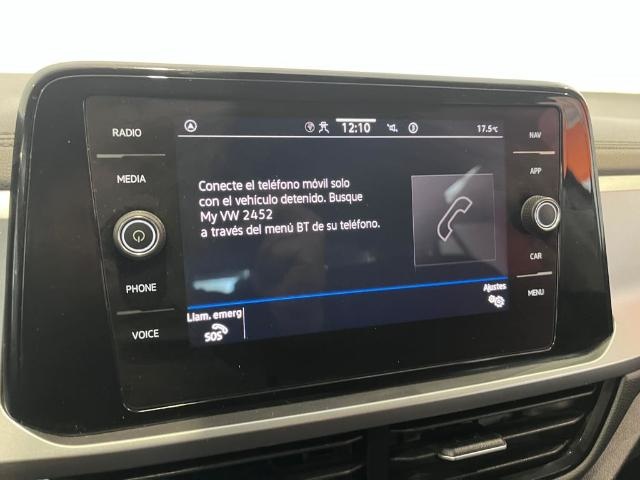 RADIO
MEDIA
PHONE
VOICE
12:10
17.5°C
Conecte el teléfono móvil solo
con el vehículo detenido. Busque
My VW 2452
a través del menú BT de su teléfono.
Llam. emerg
SOS
Ajustes
NAV
APP
CAR
MENU